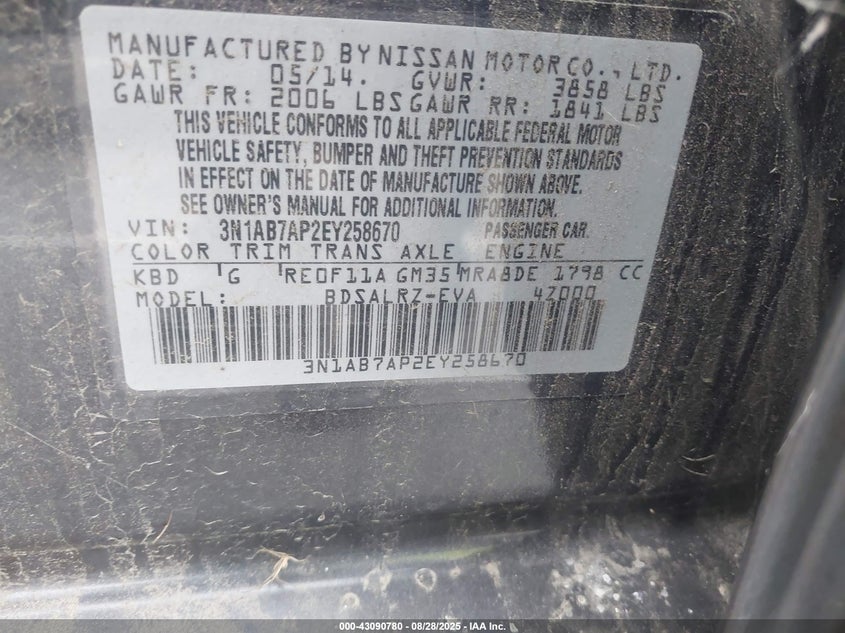 MANUFACTURED BY NISSAN MOTOR CO., LTD.
DATE: 05/14. GVWR: 3858 LBS
GAWR FR: 2006 LBS GAWR RR: 1841 LBS
THIS VEHICLE CONFORMS TO ALL APPLICABLE FEDERAL MOTOR
VEHICLE SAFETY, BUMPER AND THEFT PREVENTION STANDARDS
IN EFFECT ON THE DATE OF MANUFACTURE SHOWN ABOVE.
SEE OWNER'S MANUAL FOR ADDITIONAL INFORMATION.
VIN: 3N1AB7AP2EY258670 PASSENGER CAR.
COLOR TRIM TRANS AXLE ENGINE
KBD G RE0F11A GM35 MRA8DE 1798 CC
MODEL: BDSALRZ-EVA 4Z000
3N1AB7AP2EY258670
000-43090780 | 08/28/2025 | IAA Inc.